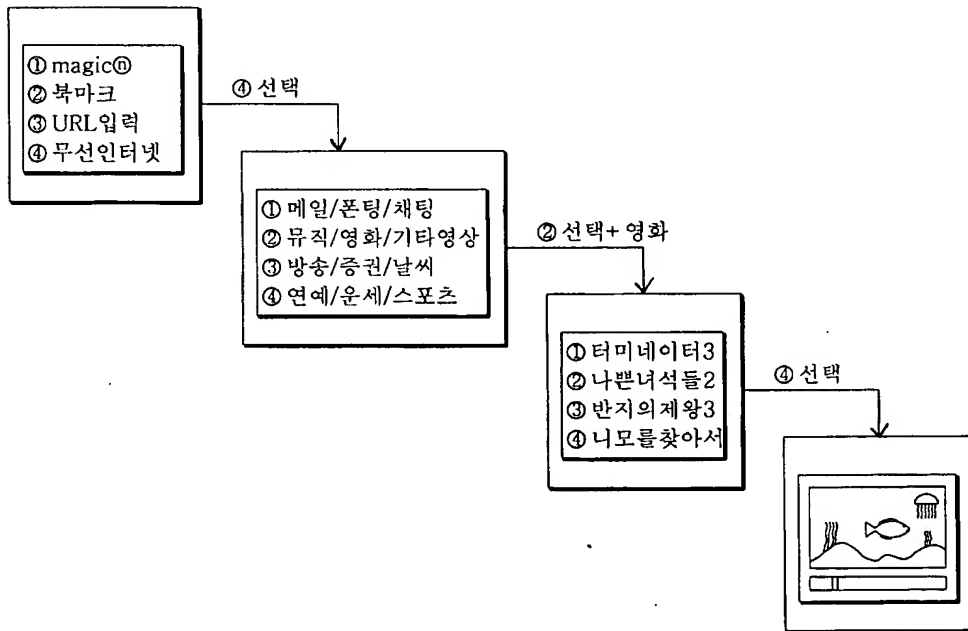 ① magicⓝ
② 북마크
③ URL입력
④ 무선인터넷
④ 선택
① 메일/폰팅/채팅
② 뮤직/영화/기타영상
③ 방송/증권/날씨
④ 연예/운세/스포츠
② 선택+ 영화
① 터미네이터3
② 나쁜녀석들2
③ 반지의제왕3
④ 니모를찾아서
④ 선택